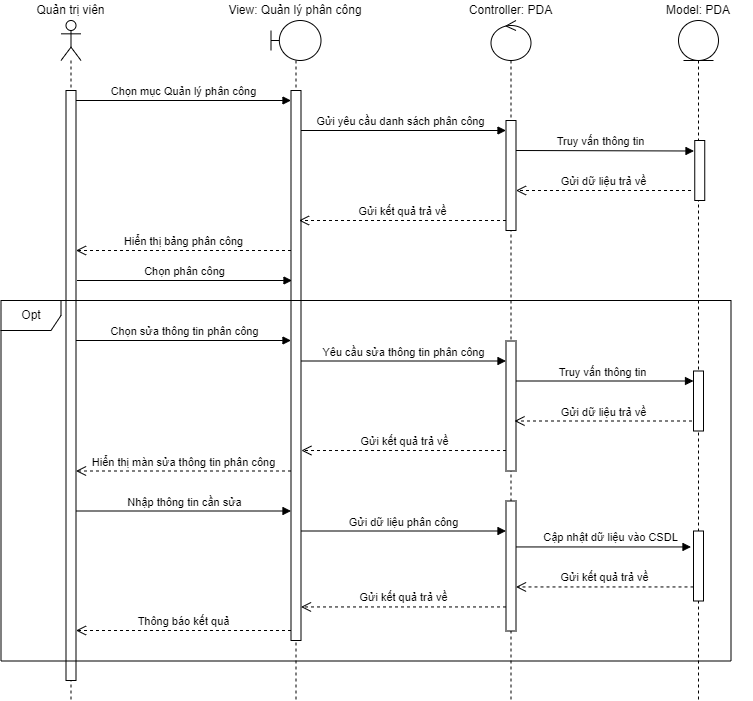 Quản trị viên
View: Quản lý phân công
Controller: PDA
Model: PDA
Chọn mục Quản lý phân công
Gửi yêu cầu danh sách phân công
Truy vấn thông tin
Gửi dữ liệu trả về
Gửi kết quả trả về
Hiển thị bảng phân công
Chọn phân công
Opt
Chọn sửa thông tin phân công
Yêu cầu sửa thông tin phân công
Truy vấn thông tin
Gửi dữ liệu trả về
Gửi kết quả trả về
Hiển thị màn sửa thông tin phân công
Nhập thông tin cần sửa
Gửi dữ liệu phân công
Cập nhật dữ liệu vào CSDL
Gửi kết quả trả về
Gửi kết quả trả về
Thông báo kết quả